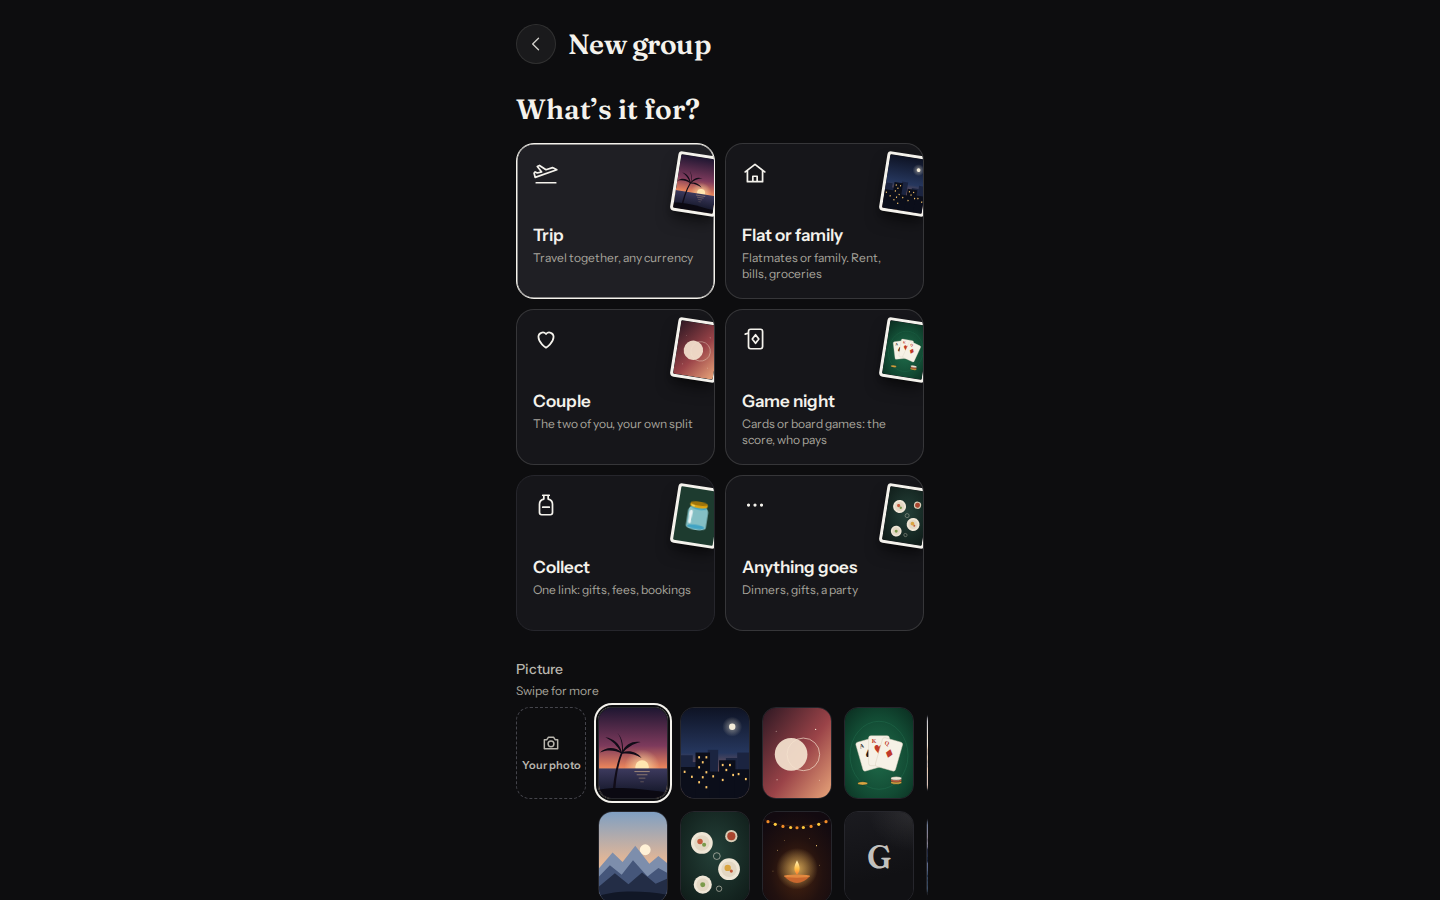 New group
What’s it for?
Trip
Travel together, any currency
Flat or family
Flatmates or family. Rent,
bills, groceries
Couple
The two of you, your own split
Game night
Cards or board games: the
score, who pays
Collect
One link: gifts, fees, bookings
Anything goes
Dinners, gifts, a party
Picture
Swipe for more
Your photo
A K Q
G